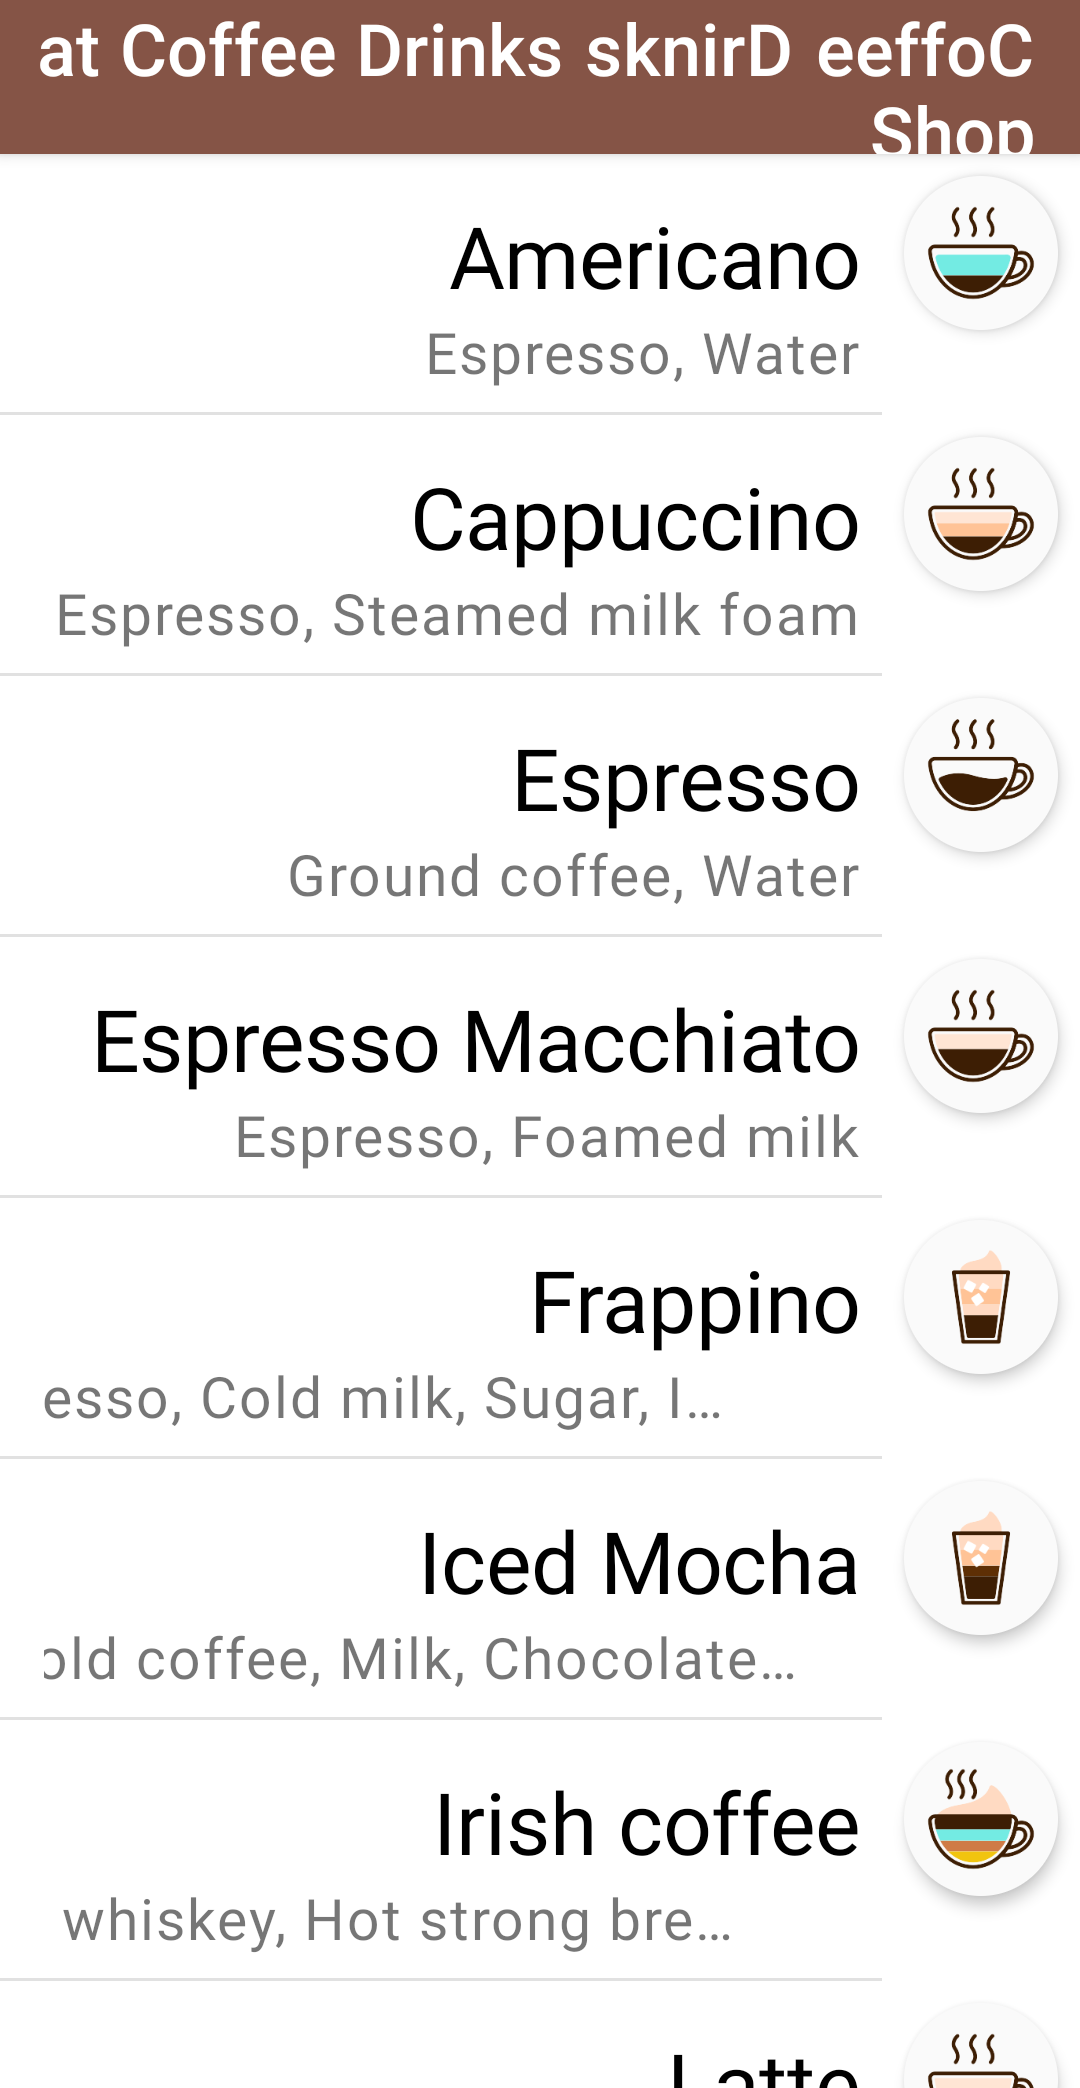 at Coffee Drinks sknirD eeffoC
Shop
Americano
Espresso, Water
Cappuccino
Espresso, Steamed milk foam
Espresso
Ground coffee, Water
Espresso Macchiato
Espresso, Foamed milk
Frappino
esso, Cold milk, Sugar, I…
Iced Mocha
old coffee, Milk, Chocolate…
Irish coffee
whiskey, Hot strong bre…
Latte